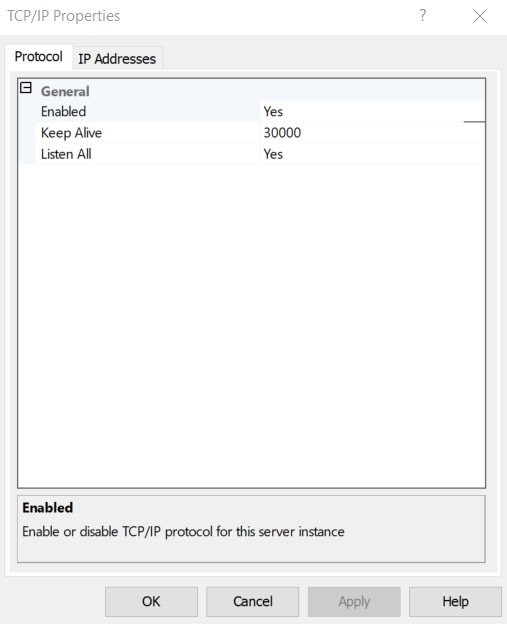 TCP/IP Properties ?
Protocol IP Addresses
General
Enabled Yes
Keep Alive 30000
Listen All Yes
Enabled
Enable or disable TCP/IP protocol for this server instance
OK Cancel Apply Help